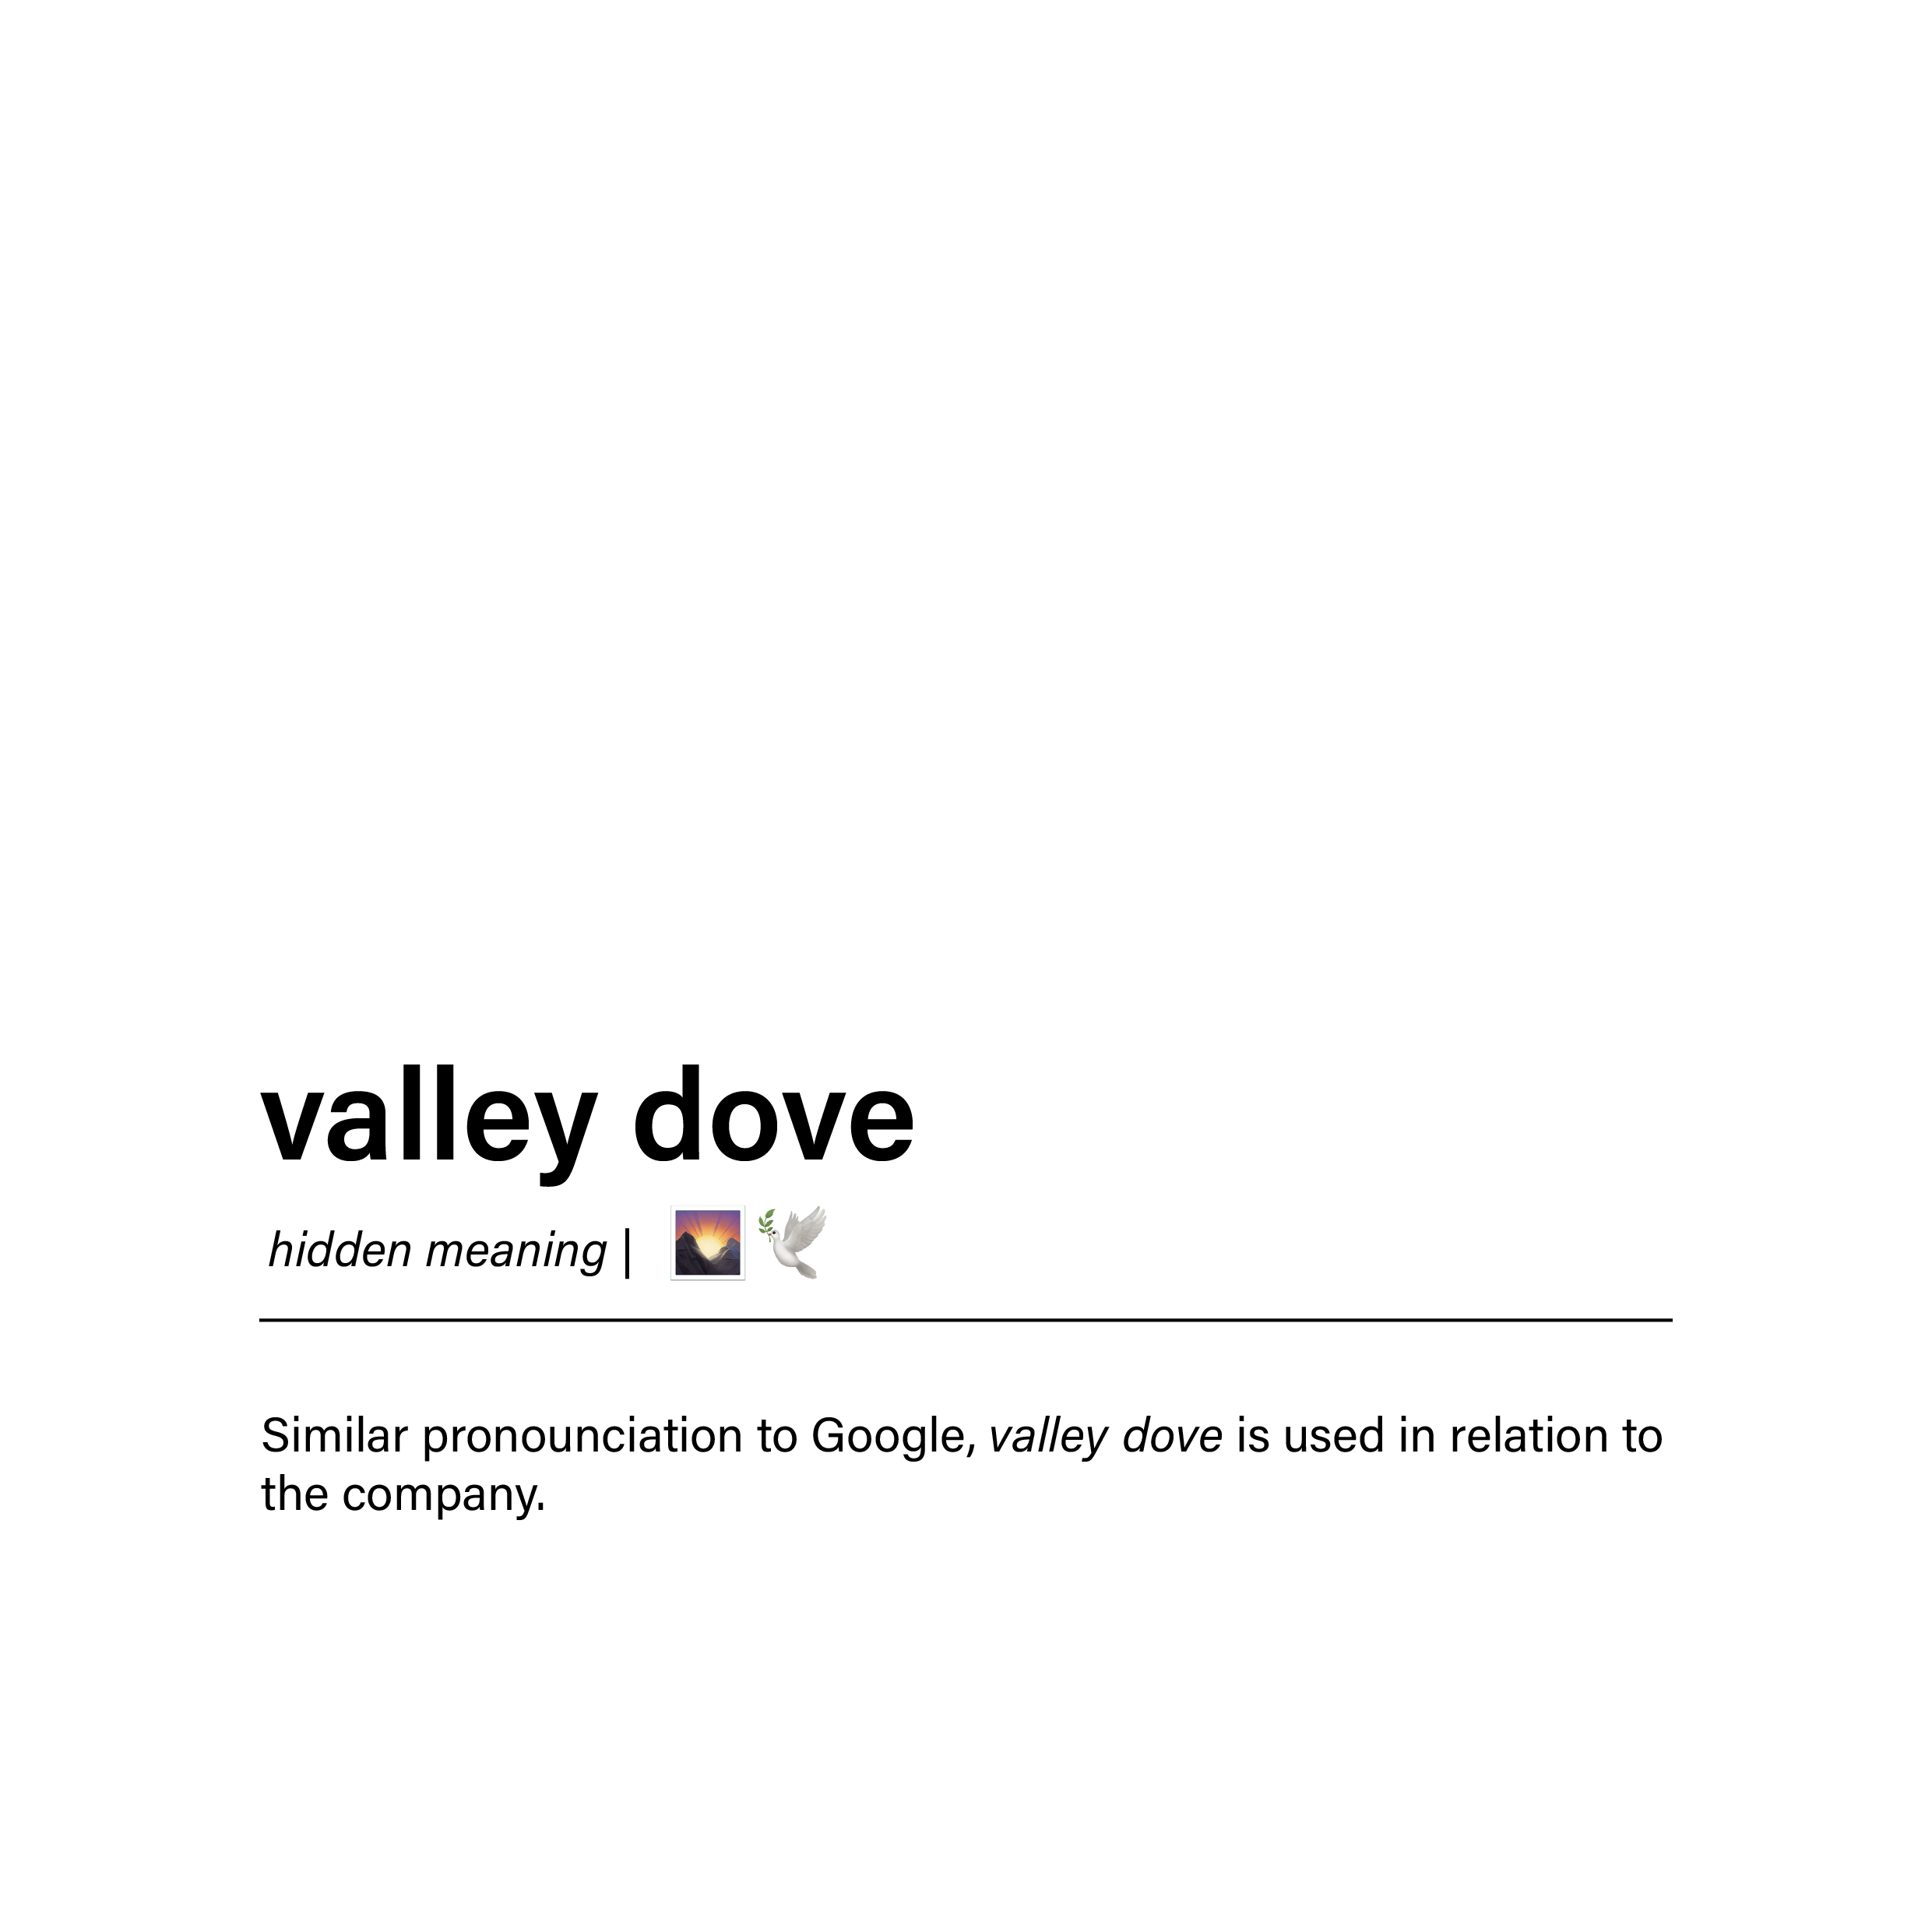 valley dove
hidden meaning |
Similar pronounciation to Google, valley dove is used in relation to
the company.